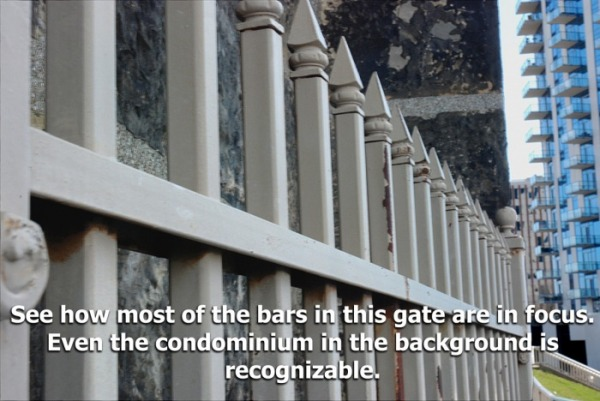 See how most of the bars in this gate are in focus.
Even the condominium in the background is
recognizable.